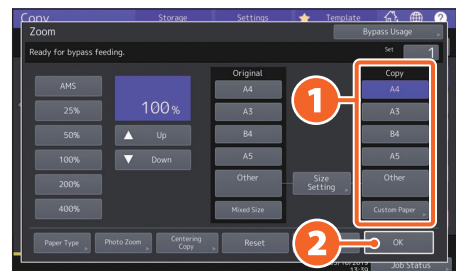 Copy Storage Settings Template
Zoom Bypass Usage
Ready for bypass feeding. Set 1
Original Copy
AMS A4 A4
25% 100% A3 A3
50% Up B4 B4
100% Down A5 A5
200% Other Size Setting Other
400% Mixed Size Custom Paper
Paper Type Photo Zoom Centering Copy Reset OK
13:39 Job Status
1
2